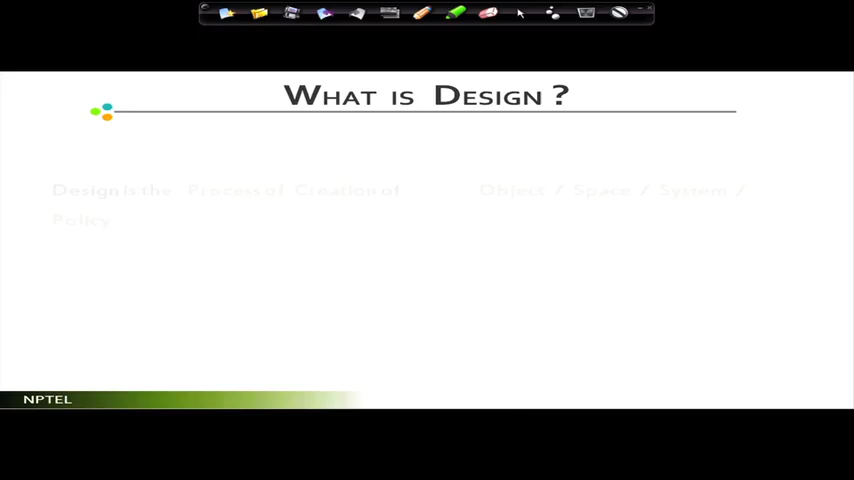 WHAT IS DESIGN ?
Design is the Process of Creation of Object / Space / System /
Policy
NPTEL